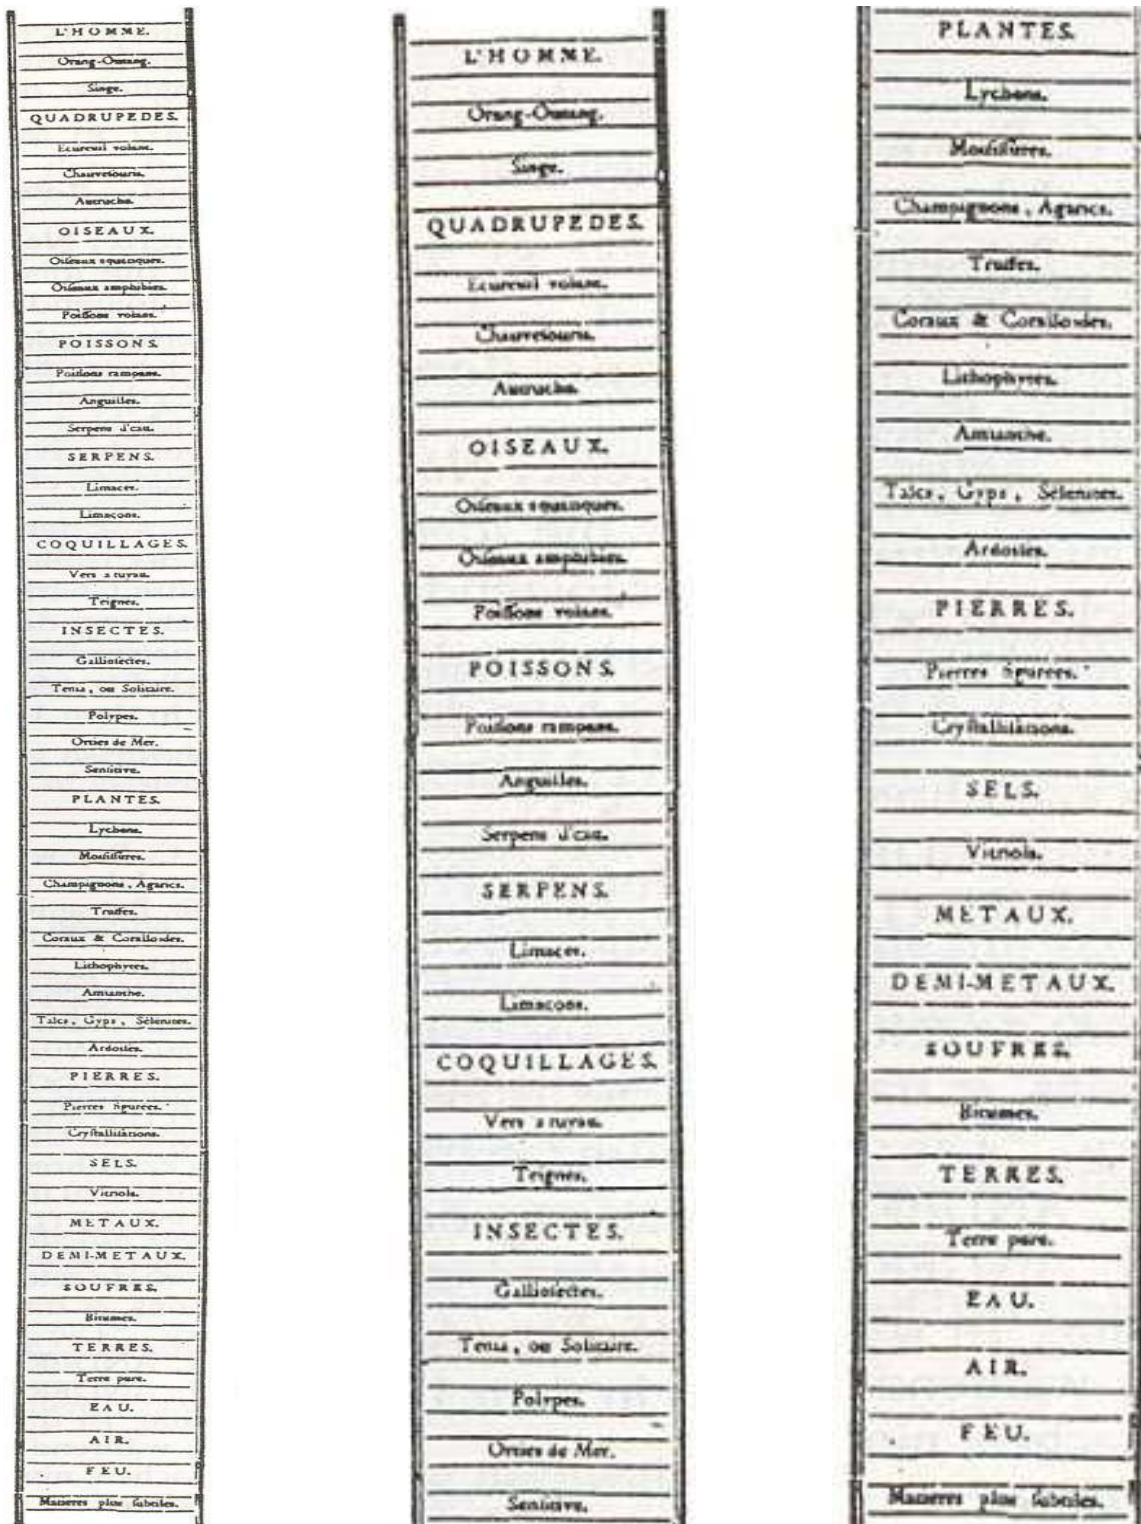 L'HOMME.
Orang-Outang.
Singe.
QUADRUPEDES.
Ecureuil volant.
Chauvesouris.
Autruche.
OISEAUX.
Oiseaux aquatiques.
Oiseaux amphibies.
Poissons volans.
POISSONS.
Poissons rampans.
Anguilles.
Serpens d'eau.
SERPENS.
Limaces.
Limaçons.
COQUILLAGES.
Vers à tuyau.
Teignes.
INSECTES.
Gallinsectes.
Tenia, ou Solitaire.
Polypes.
Orties de Mer.
Sensitive.
PLANTES.
Lychens.
Moisissures.
Champignons, Agarics.
Truffes.
Coraux & Coralloides.
Lithophytes.
Amianthe.
Talcs, Gyps, Sélenites.
Ardoises.
PIERRES.
Pierres figurées.
Crystallisations.
SELS.
Vitriols.
METAUX.
DEMI-METAUX.
SOUFRES.
Bitumes.
TERRES.
Terre pure.
EAU.
AIR.
FEU.
Matieres plus subtiles.
L'HOMME.
Orang-Outang.
Singe.
QUADRUPEDES.
Ecureuil volant.
Chauvesouris.
Autruche.
OISEAUX.
Oiseaux aquatiques.
Oiseaux amphibies.
Poissons volans.
POISSONS.
Poissons rampans.
Anguilles.
Serpens d'eau.
SERPENS.
Limaces.
Limaçons.
COQUILLAGES.
Vers à tuyau.
Teignes.
INSECTES.
Gallinsectes.
Tenia, ou Solitaire.
Polypes.
Orties de Mer.
Sensitive.
PLANTES.
Lychens.
Moisissures.
Champignons, Agarics.
Truffes.
Coraux & Coralloides.
Lithophytes.
Amianthe.
Talcs, Gyps, Sélenites.
Ardoises.
PIERRES.
Pierres figurées.
Crystallisations.
SELS.
Vitriols.
METAUX.
DEMI-METAUX.
SOUFRES.
Bitumes.
TERRES.
Terre pure.
EAU.
AIR.
FEU.
Matieres plus subtiles.